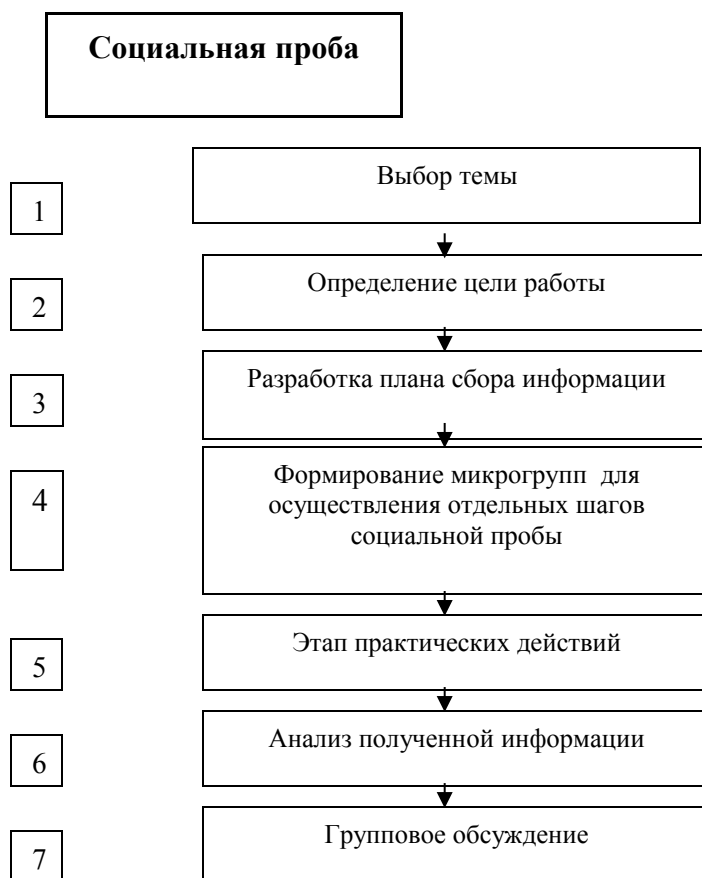 Социальная проба
1
Выбор темы
2
Определение цели работы
3
Разработка плана сбора информации
4
Формирование микрогрупп для
осуществления отдельных шагов
социальной пробы
5
Этап практических действий
6
Анализ полученной информации
7
Групповое обсуждение